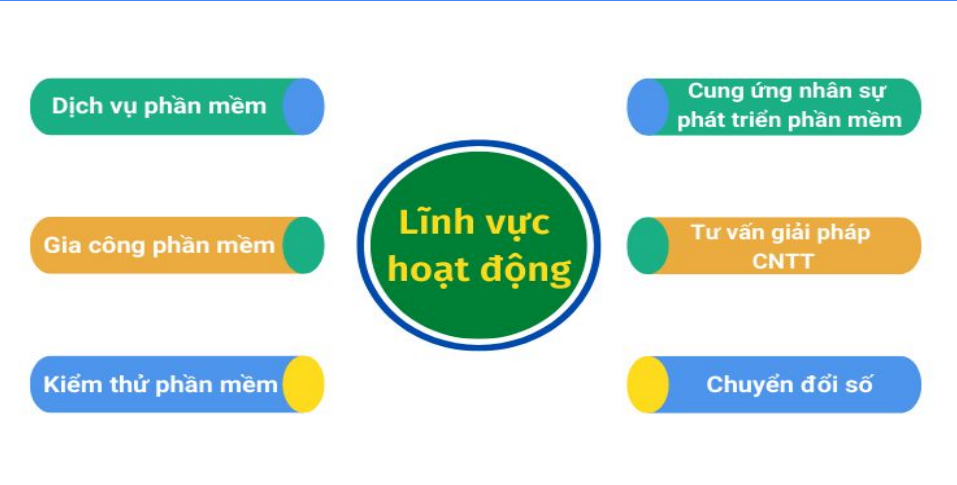 Dịch vụ phần mềm
Gia công phần mềm
Kiểm thử phần mềm
Lĩnh vực
hoạt động
Cung ứng nhân sự
phát triển phần mềm
Tư vấn giải pháp
CNTT
Chuyển đổi số